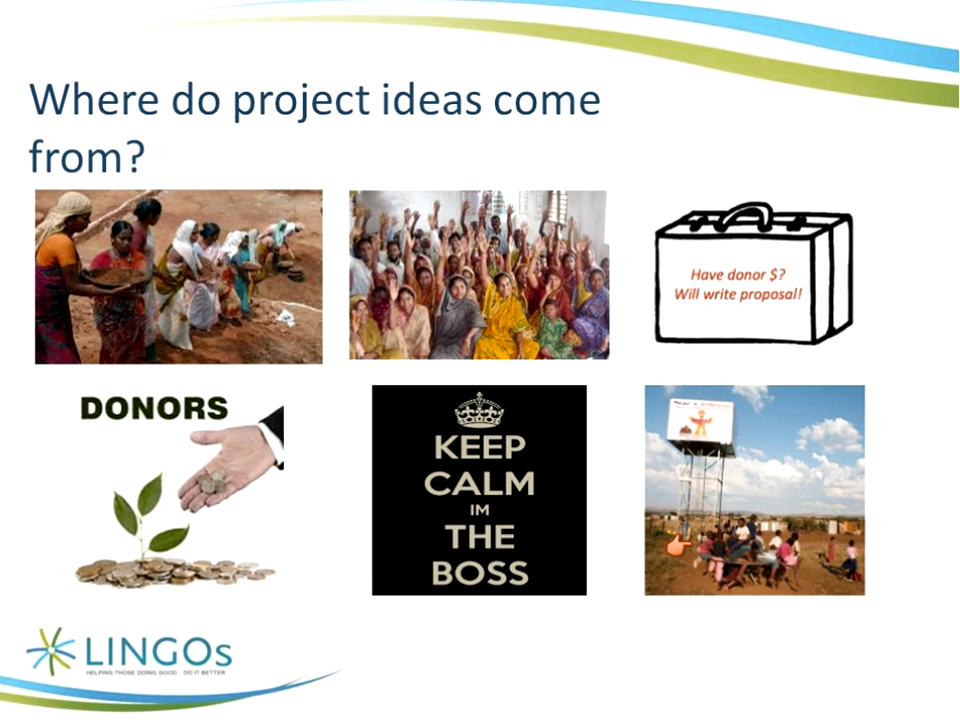 Where do project ideas come
from?
Have donor $?
Will write proposal!
DONORS
KEEP
CALM
IM
THE
BOSS
LINGOs
HELPING THOSE DOING GOOD... DO IT BETTER